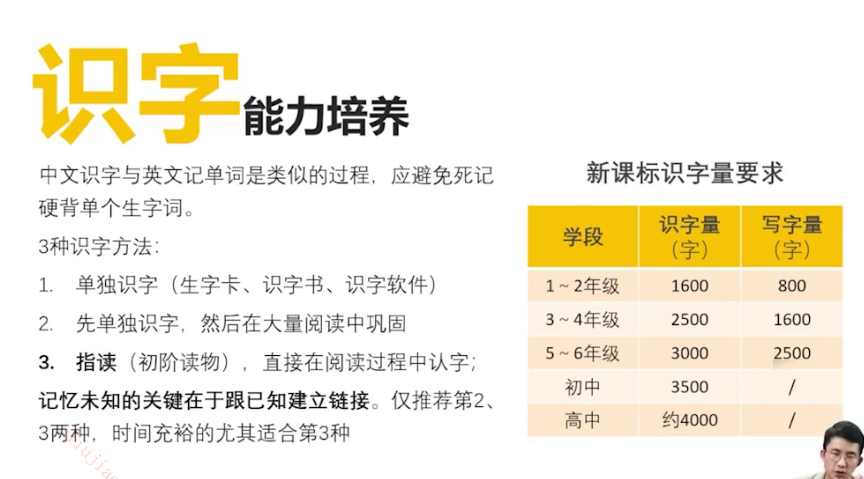 识字能力培养
中文识字与英文记单词是类似的过程，应避免死记
硬背单个生字词。
3种识字方法：
1. 单独识字（生字卡、识字书、识字软件）
2. 先单独识字，然后在大量阅读中巩固
3. 指读（初阶读物），直接在阅读过程中认字；
记忆未知的关键在于跟已知建立链接。仅推荐第2、
3两种，时间充裕的尤其适合第3种
新课标识字量要求
学段 识字量（字） 写字量（字）
1～2年级 1600 800
3～4年级 2500 1600
5～6年级 3000 2500
初中 3500 /
高中 约4000 /